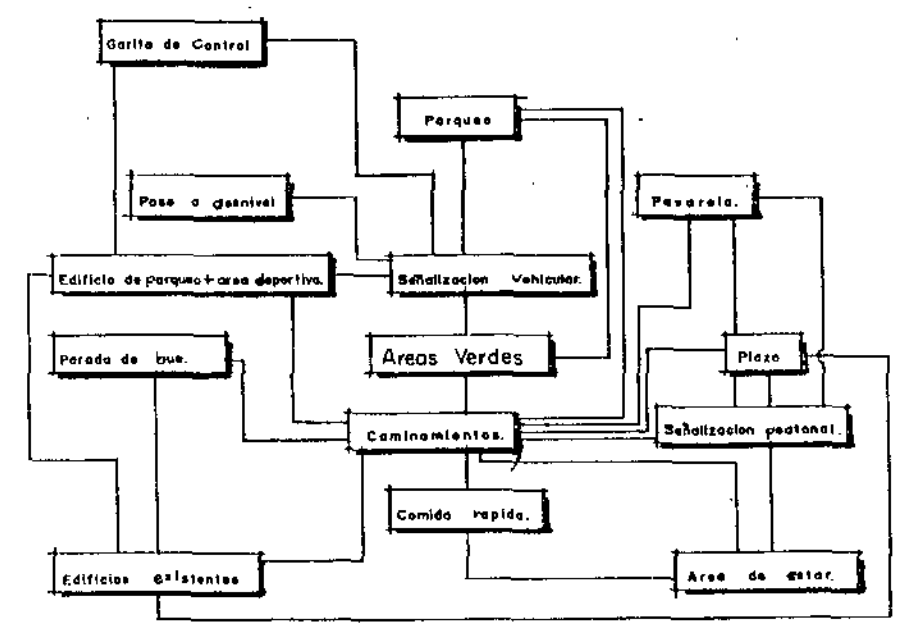 Garita de Control
Parqueo
Paso a desnivel
Pasarela.
Edificio de parqueo + area deportiva.
Señalizacion Vehicular.
Parada de bus.
Areas Verdes
Plaza
Caminamientos.
Señalizacion peatonal.
Comida rapida.
Edificios existentes
Area de estar.